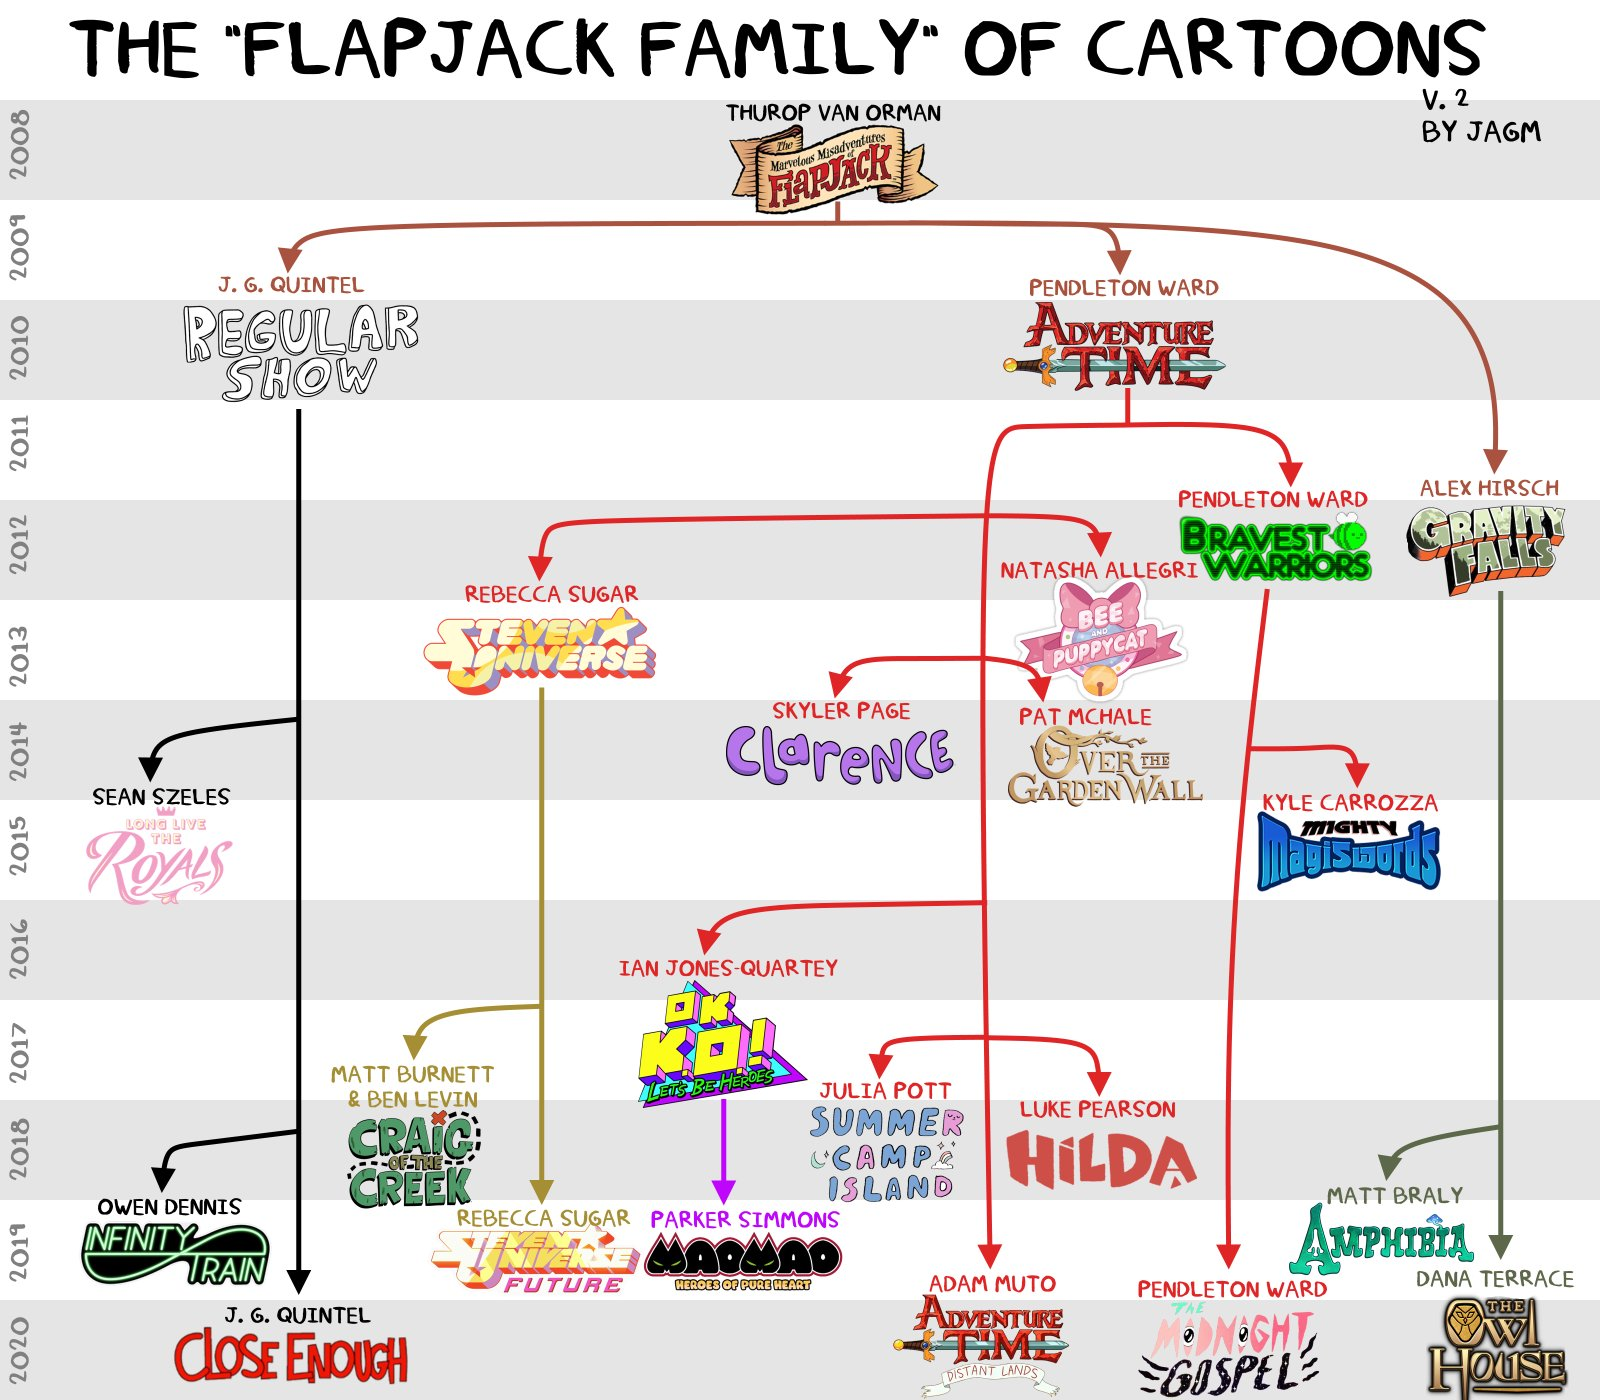 THE "FLAPJACK FAMILY" OF CARTOONS
V. 2
BY JAGM
2008
THUROP VAN ORMAN
The
Marvelous Misadventures
of
FLAPJACK
2009
J. G. QUINTEL
PENDLETON WARD
2010
REGULAR
SHOW
ADVENTURE
TIME
2011
ALEX HIRSCH
PENDLETON WARD
2012
BRAVEST
WARRIORS
GRAVITY
FALLS
NATASHA ALLEGRI
REBECCA SUGAR
BEE
AND
PUPPYCAT
2013
STEVEN
UNIVERSE
SKYLER PAGE
PAT MCHALE
2014
CLARENCE
OVER THE
GARDEN WALL
SEAN SZELES
KYLE CARROZZA
2015
LONG LIVE
THE
ROYALS
MIGHTY
MAGISWORDS
2016
IAN JONES-QUARTEY
OK
K.O.!
LET'S BE HEROES
2017
MATT BURNETT
& BEN LEVIN
JULIA POTT
LUKE PEARSON
2018
CRAIG
OF THE
CREEK
SUMMER
CAMP
ISLAND
HILDA
MATT BRALY
OWEN DENNIS
REBECCA SUGAR
PARKER SIMMONS
2019
INFINITY
TRAIN
STEVEN
UNIVERSE
FUTURE
MAO MAO
HEROES OF PURE HEART
AMPHIBIA
ADAM MUTO
PENDLETON WARD
DANA TERRACE
J. G. QUINTEL
2020
CLOSE ENOUGH
ADVENTURE
TIME
DISTANT LANDS
THE
MIDNIGHT
GOSPEL
THE
OWL
HOUSE